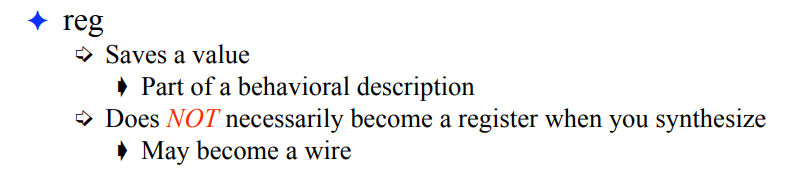 reg
Saves a value
Part of a behavioral description
Does NOT necessarily become a register when you synthesize
May become a wire